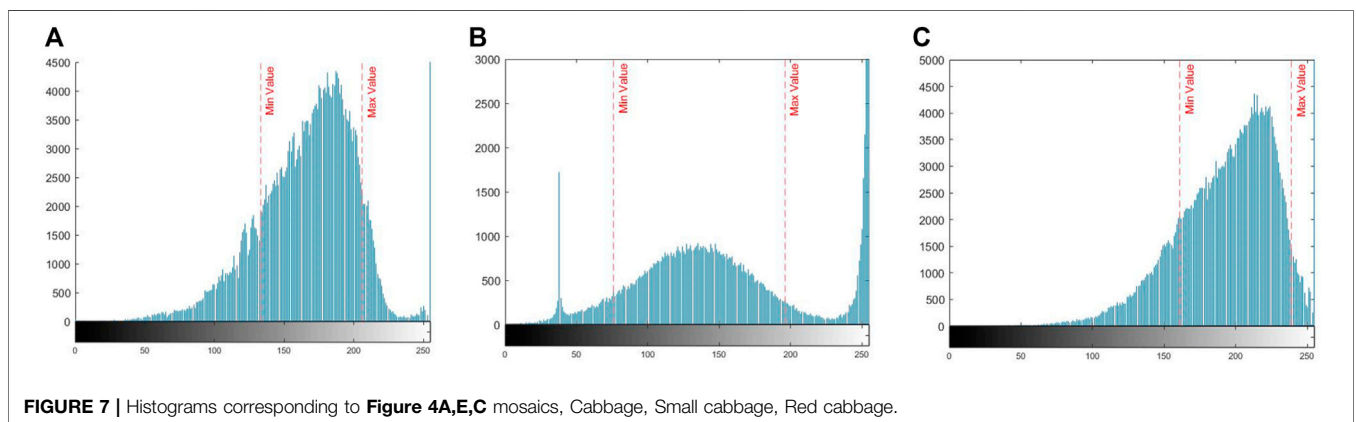 A
4500
4000
3500
3000
2500
2000
1500
1000
500
0
0 50 100 150 200 250
Min Value
Max Value
B
3000
2500
2000
1500
1000
500
0
0 50 100 150 200 250
Min Value
Max Value
C
5000
4500
4000
3500
3000
2500
2000
1500
1000
500
0
0 50 100 150 200 250
Min Value
Max Value
FIGURE 7 | Histograms corresponding to Figure 4A,E,C mosaics, Cabbage, Small cabbage, Red cabbage.